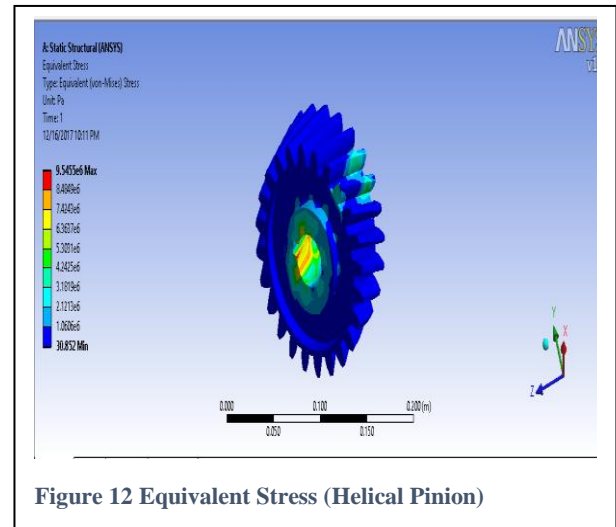 A: Static Structural (ANSYS)
Equivalent Stress
Type: Equivalent (von-Mises) Stress
Unit: Pa
Time: 1
12/16/2017 10:11 PM
9.5455e6 Max
8.4849e6
7.4243e6
6.3637e6
5.3031e6
4.2425e6
3.1819e6
2.1213e6
1.0606e6
30.852 Min
ANSYS
v1
Y
X
Z
0.000
0.100
0.200 (m)
0.050
0.150
Figure 12 Equivalent Stress (Helical Pinion)